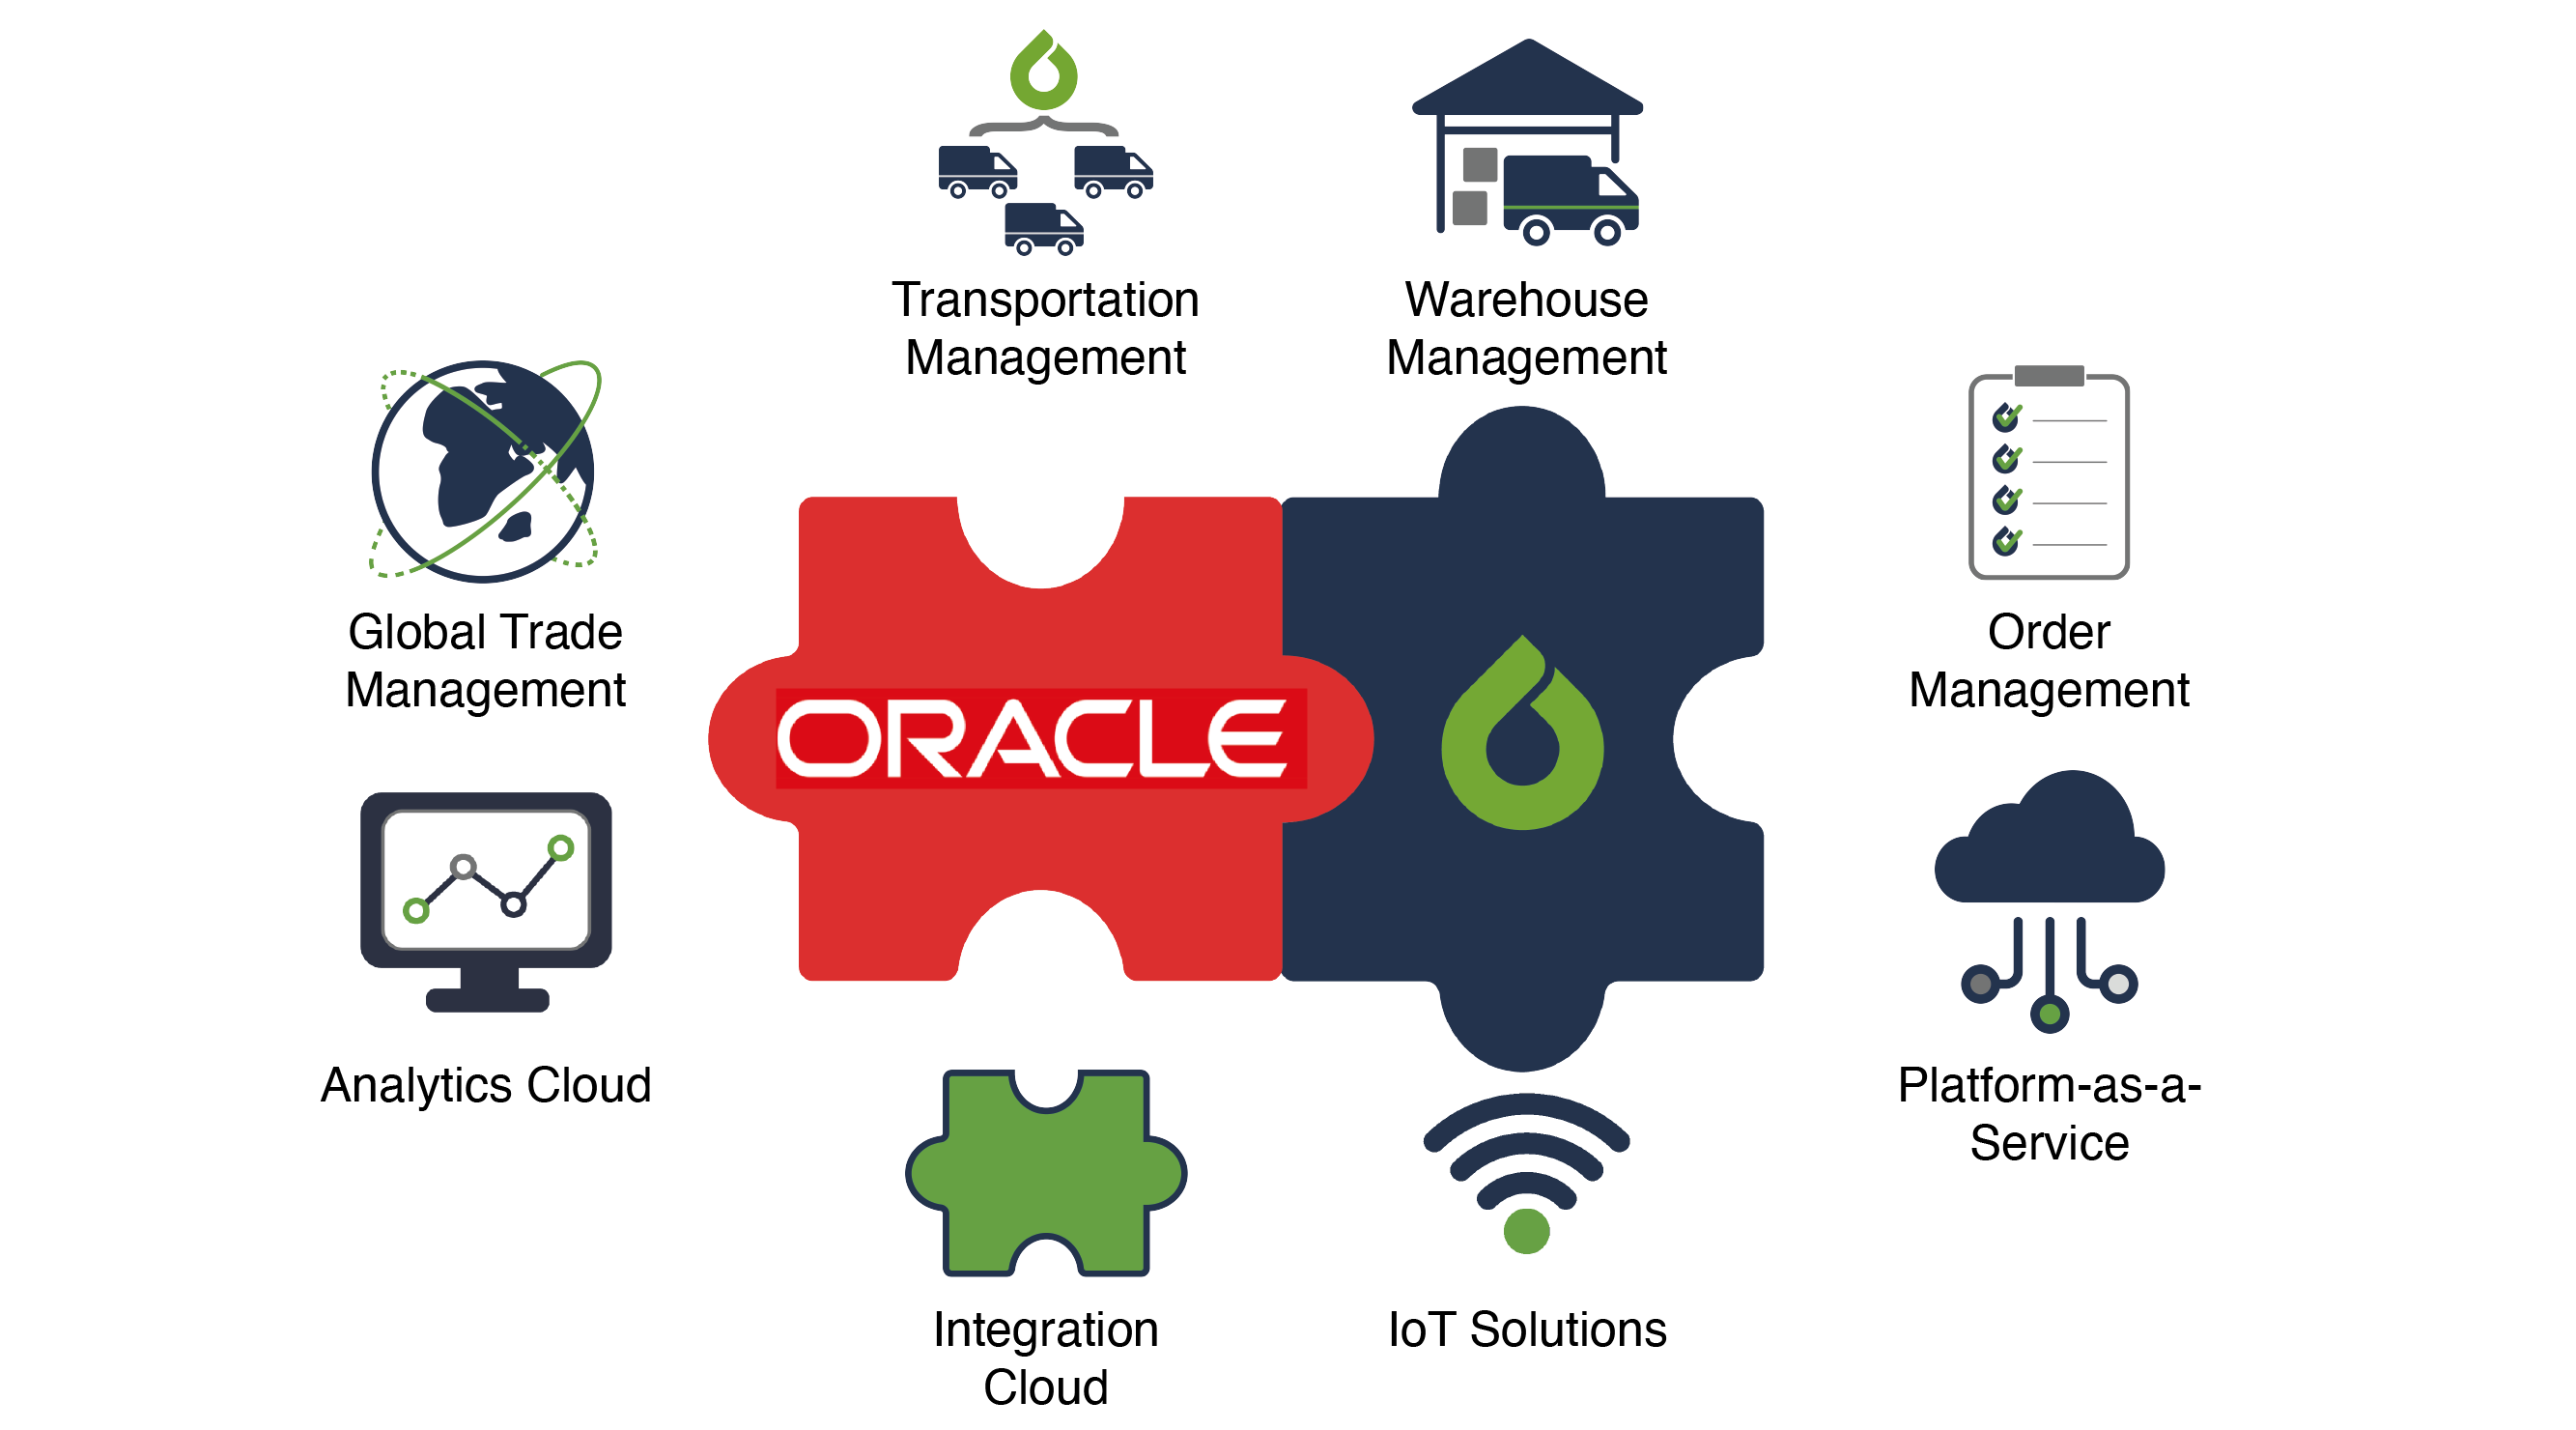 Transportation
Management
Warehouse
Management
Global Trade
Management
Order
Management
ORACLE
Analytics Cloud
Platform-as-a-
Service
Integration
Cloud
IoT Solutions